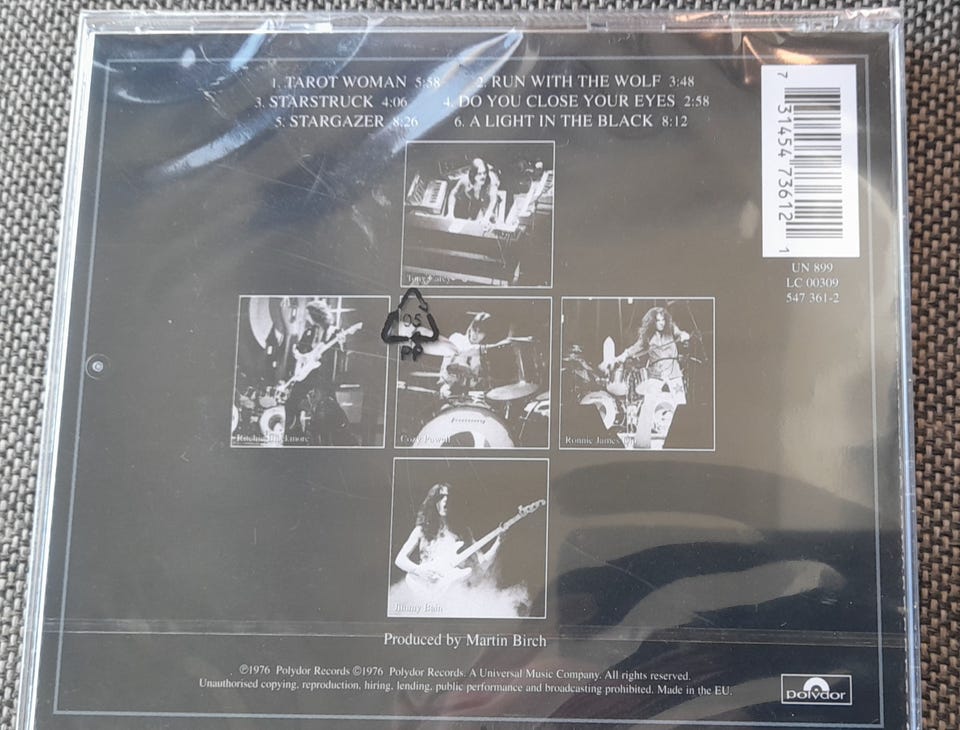 1. TAROT WOMAN 5:58 2. RUN WITH THE WOLF 3:48
3. STARSTRUCK 4:06 4. DO YOU CLOSE YOUR EYES 2:58
5. STARGAZER 8:26 6. A LIGHT IN THE BLACK 8:12
7 31454 73612 1
UN 899
LC 00309
547 361-2
Tony Carey
05
PP
Ritchie Blackmore
Cozy Powell
Ronnie James Dio
Jimmy Bain
Produced by Martin Birch
℗1976 Polydor Records ©1976 Polydor Records. A Universal Music Company. All rights reserved.
Unauthorised copying, reproduction, hiring, lending, public performance and broadcasting prohibited. Made in the EU.
polydor